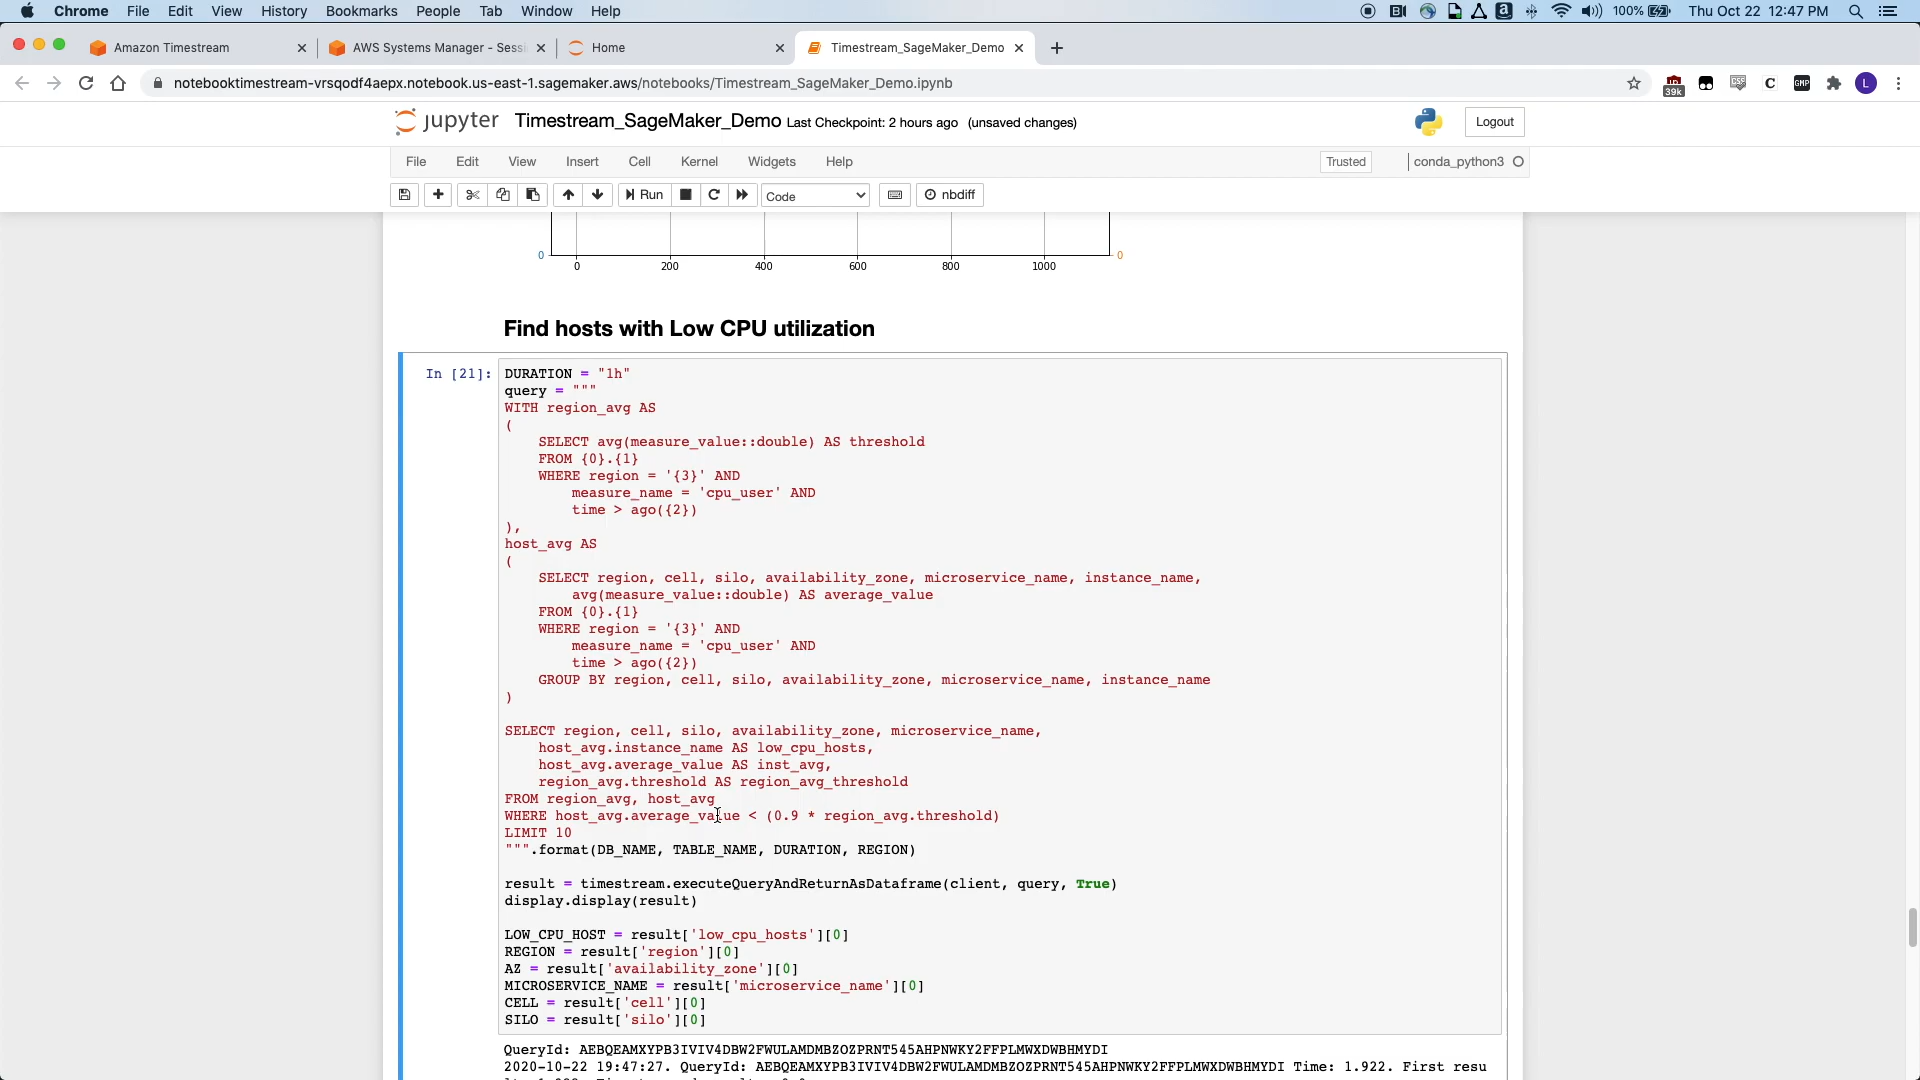 Chrome File Edit View History Bookmarks People Tab Window Help 100% Thu Oct 22 12:47 PM
Amazon Timestream
AWS Systems Manager - Sessi
Home
Timestream_SageMaker_Demo
notebooktimestream-vrsqodf4aepx.notebook.us-east-1.sagemaker.aws/notebooks/Timestream_SageMaker_Demo.ipynb
39k
C
GMP
L
jupyter Timestream_SageMaker_Demo Last Checkpoint: 2 hours ago (unsaved changes)
Logout
File Edit View Insert Cell Kernel Widgets Help Trusted conda_python3
Run Code nbdiff
0 0
0 200 400 600 800 1000
Find hosts with Low CPU utilization
In [21]: DURATION = "1h"
query = """
WITH region_avg AS
(
SELECT avg(measure_value::double) AS threshold
FROM {0}.{1}
WHERE region = '{3}' AND
measure_name = 'cpu_user' AND
time > ago({2})
),
host_avg AS
(
SELECT region, cell, silo, availability_zone, microservice_name, instance_name,
avg(measure_value::double) AS average_value
FROM {0}.{1}
WHERE region = '{3}' AND
measure_name = 'cpu_user' AND
time > ago({2})
GROUP BY region, cell, silo, availability_zone, microservice_name, instance_name
)
SELECT region, cell, silo, availability_zone, microservice_name,
host_avg.instance_name AS low_cpu_hosts,
host_avg.average_value AS inst_avg,
region_avg.threshold AS region_avg_threshold
FROM region_avg, host_avg
WHERE host_avg.average_value < (0.9 * region_avg.threshold)
LIMIT 10
""".format(DB_NAME, TABLE_NAME, DURATION, REGION)
result = timestream.executeQueryAndReturnAsDataframe(client, query, True)
display.display(result)
LOW_CPU_HOST = result['low_cpu_hosts'][0]
REGION = result['region'][0]
AZ = result['availability_zone'][0]
MICROSERVICE_NAME = result['microservice_name'][0]
CELL = result['cell'][0]
SILO = result['silo'][0]
QueryId: AEBQEAMXYPB3IVIV4DBW2FWULAMDMBZOZPRNT545AHPNWKY2FFPLMWXDWBHMYDI
2020-10-22 19:47:27. QueryId: AEBQEAMXYPB3IVIV4DBW2FWULAMDMBZOZPRNT545AHPNWKY2FFPLMWXDWBHMYDI Time: 1.922. First resu